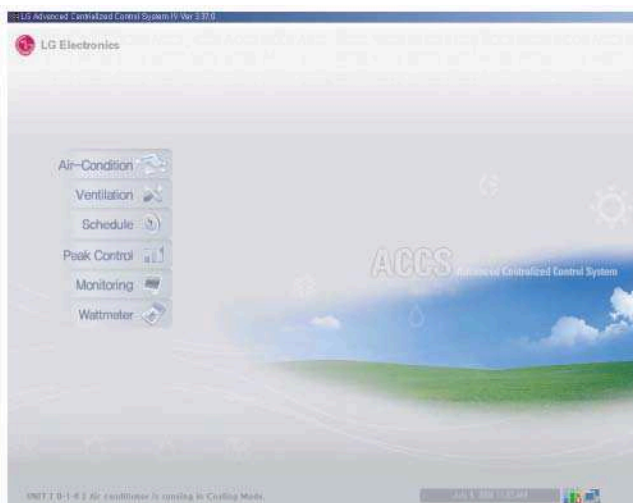 LG Advanced Centralized Control System IV Ver 3.37.0
LG Electronics
Air-Condition
Ventilation
Schedule
Peak Control
Monitoring
Wattmeter
ACCS Advanced Centralized Control System
Air conditioner is running in Cooling Mode.